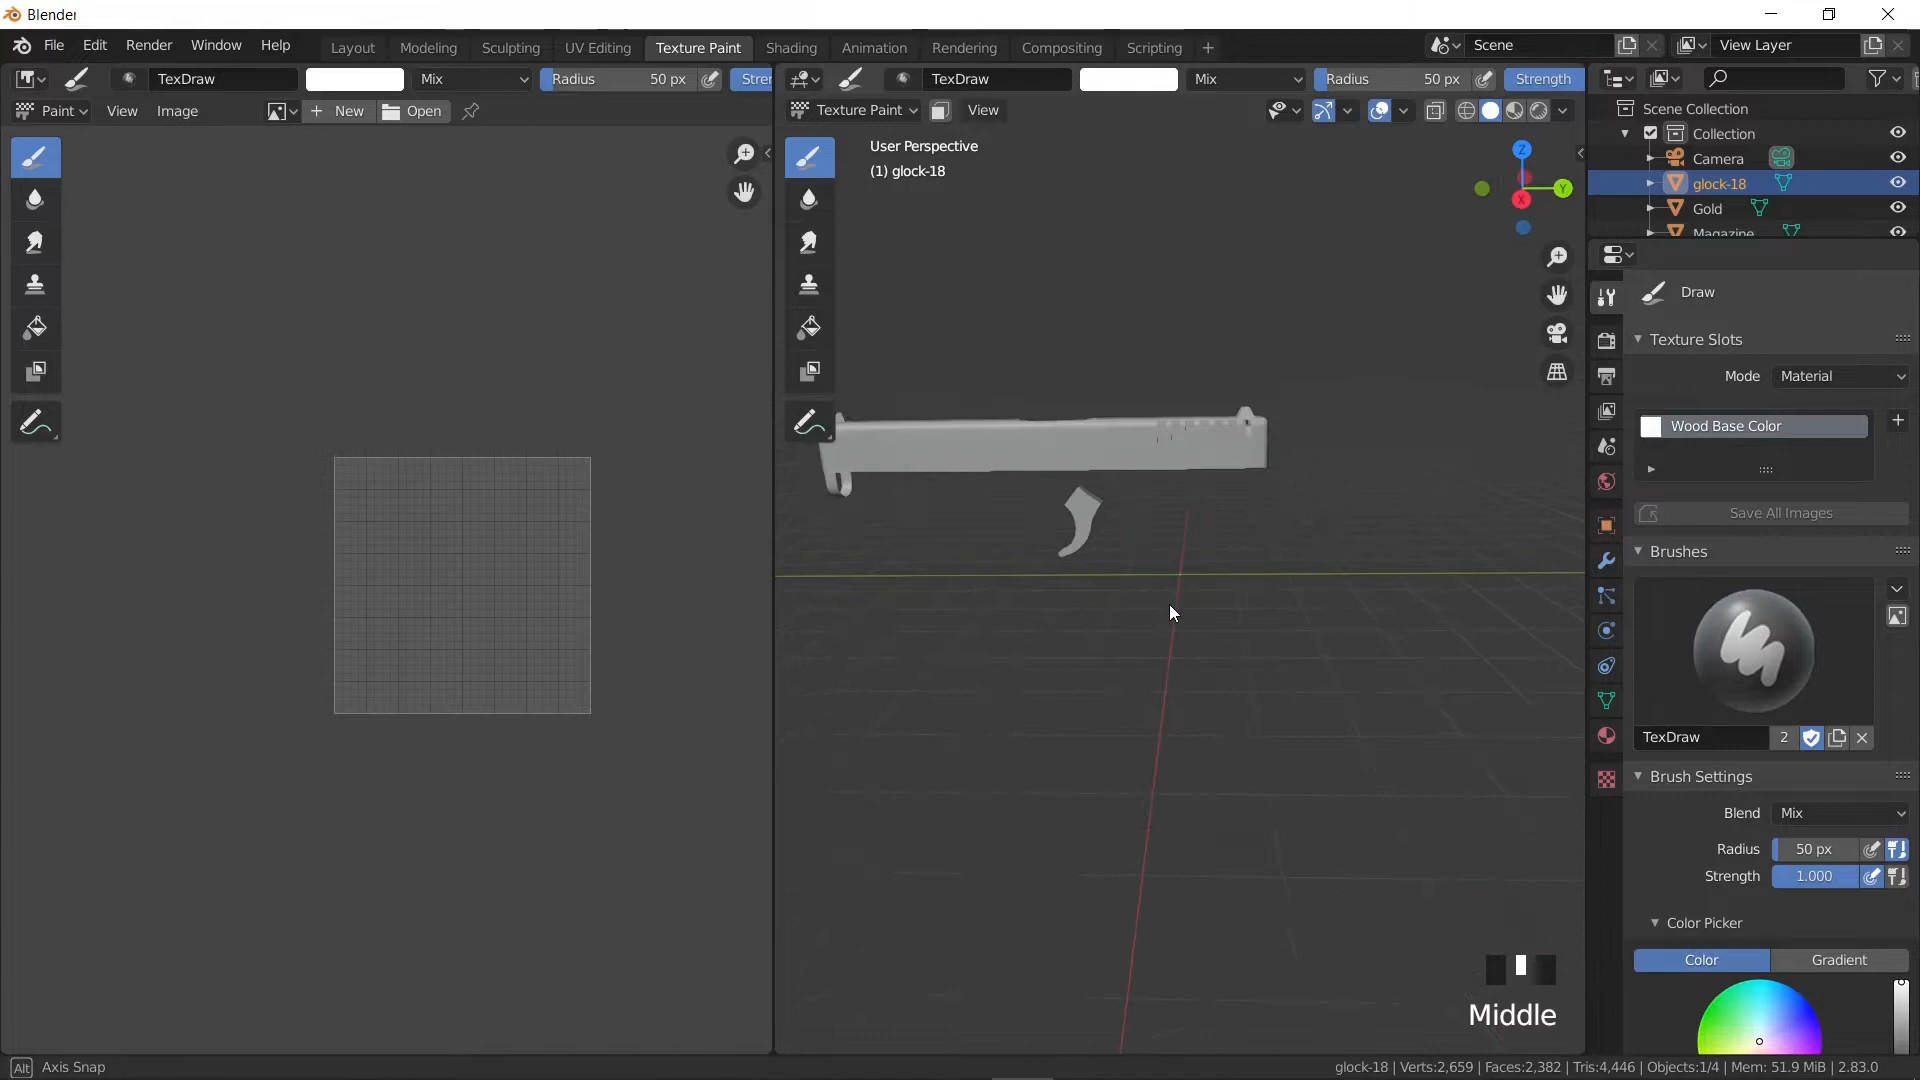 Blender
File Edit Render Window Help Layout Modeling Sculpting UV Editing Texture Paint Shading Animation Rendering Compositing Scripting + Scene View Layer
TexDraw Mix Radius 50 px TexDraw Mix Radius 50 px Strength
Paint View Image + New Open Texture Paint View
Scene Collection
Collection
Camera
glock-18
Gold
Magazine
User Perspective
(1) glock-18
Z
Y
X
Draw
Texture Slots
Mode Material
Wood Base Color
Save All Images
Brushes
TexDraw 2
Brush Settings
Blend Mix
Radius 50 px
Strength 1.000
Color Picker
Color Gradient
Middle
Alt Axis Snap glock-18 | Verts:2,659 | Faces:2,382 | Tris:4,446 | Objects:1/4 | Mem: 51.9 MiB | 2.83.0